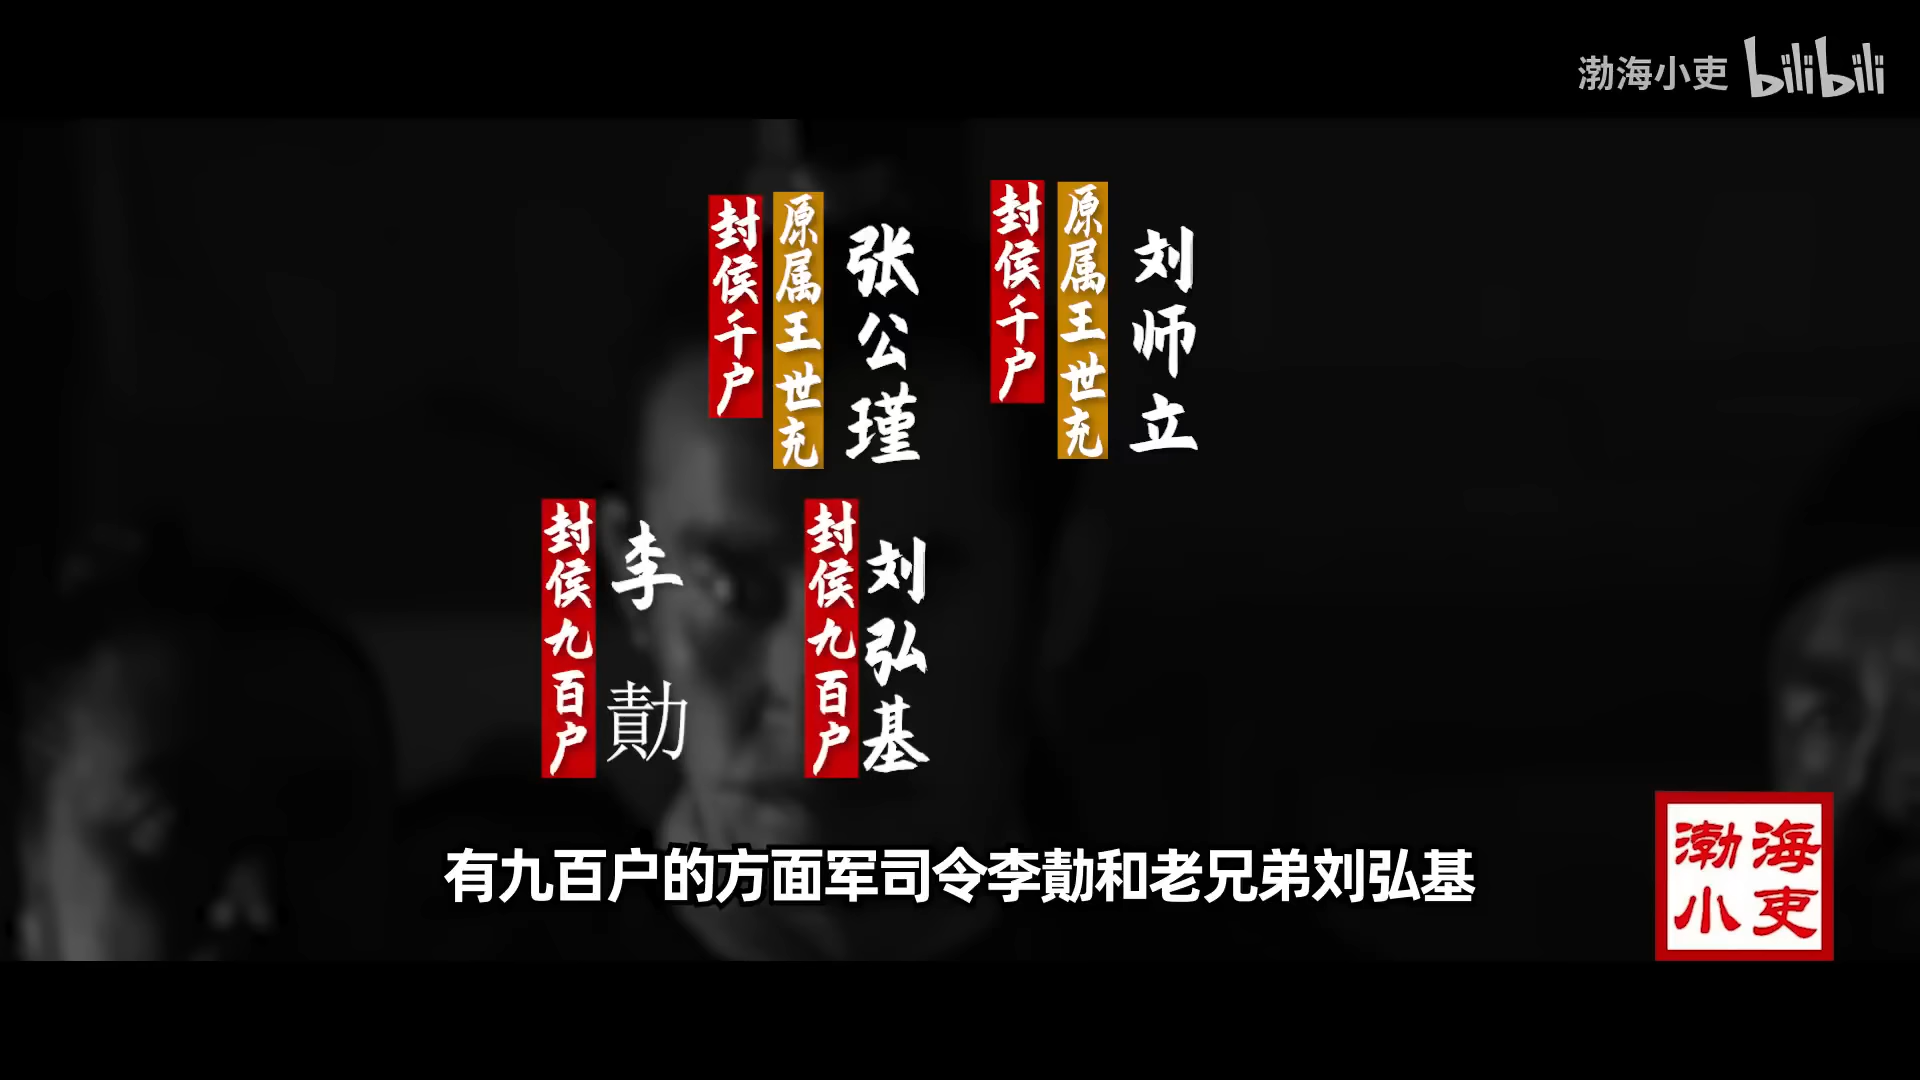 渤海小吏 bilibili
封侯千户
原属王世充
张公瑾
封侯千户
原属王世充
刘师立
封侯九百户
李勣
封侯九百户
刘弘基
有九百户的方面军司令李勣和老兄弟刘弘基
渤海
小吏